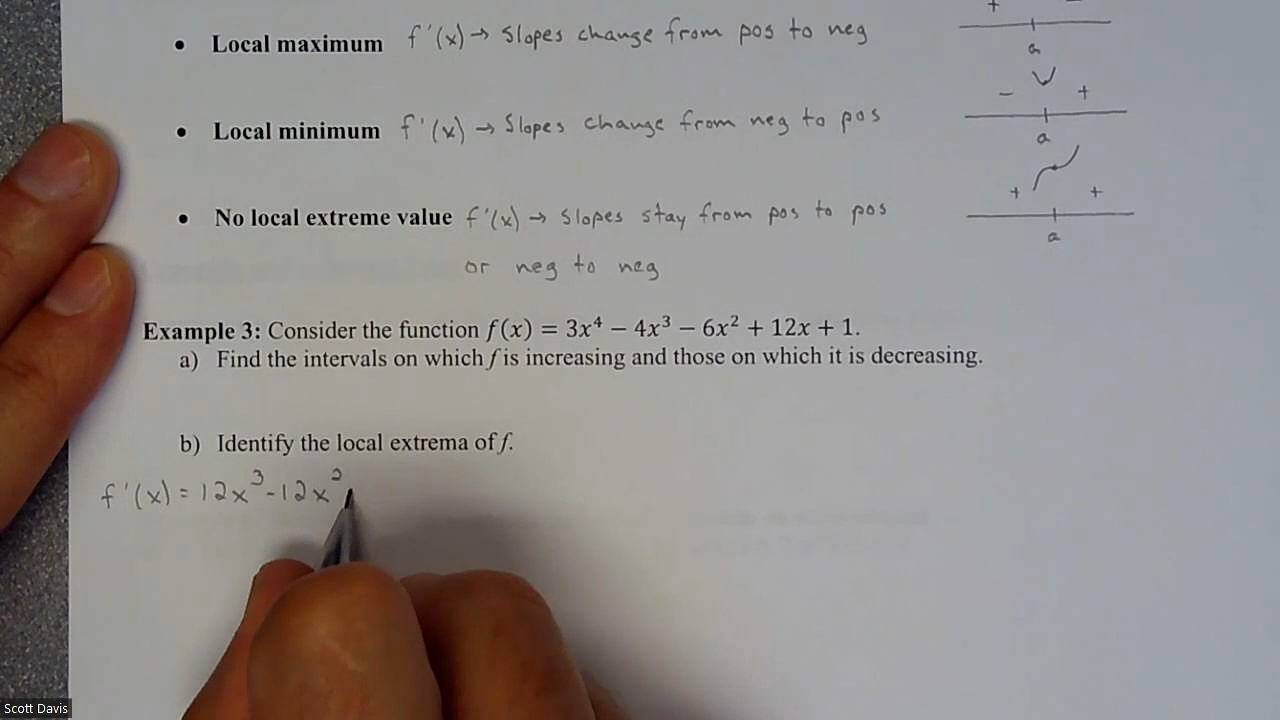 + −
• Local maximum f'(x) → slopes change from pos to neg
a
− +
• Local minimum f'(x) → slopes change from neg to pos
a
+ +
• No local extreme value f'(x) → slopes stay from pos to pos
a
or neg to neg
Example 3: Consider the function f(x) = 3x⁴ − 4x³ − 6x² + 12x + 1.
a) Find the intervals on which f is increasing and those on which it is decreasing.
b) Identify the local extrema of f.
f'(x) = 12x³ - 12x²
Scott Davis